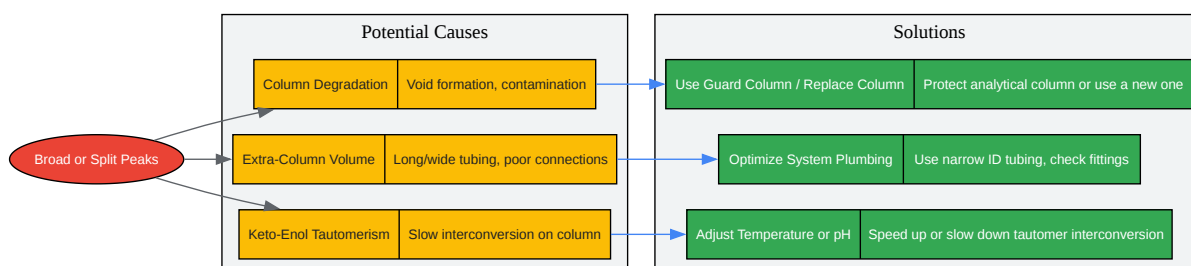 Potential Causes
Solutions
Column Degradation
Void formation, contamination
Use Guard Column / Replace Column
Protect analytical column or use a new one
Broad or Split Peaks
Extra-Column Volume
Long/wide tubing, poor connections
Optimize System Plumbing
Use narrow ID tubing, check fittings
Keto-Enol Tautomerism
Slow interconversion on column
Adjust Temperature or pH
Speed up or slow down tautomer interconversion